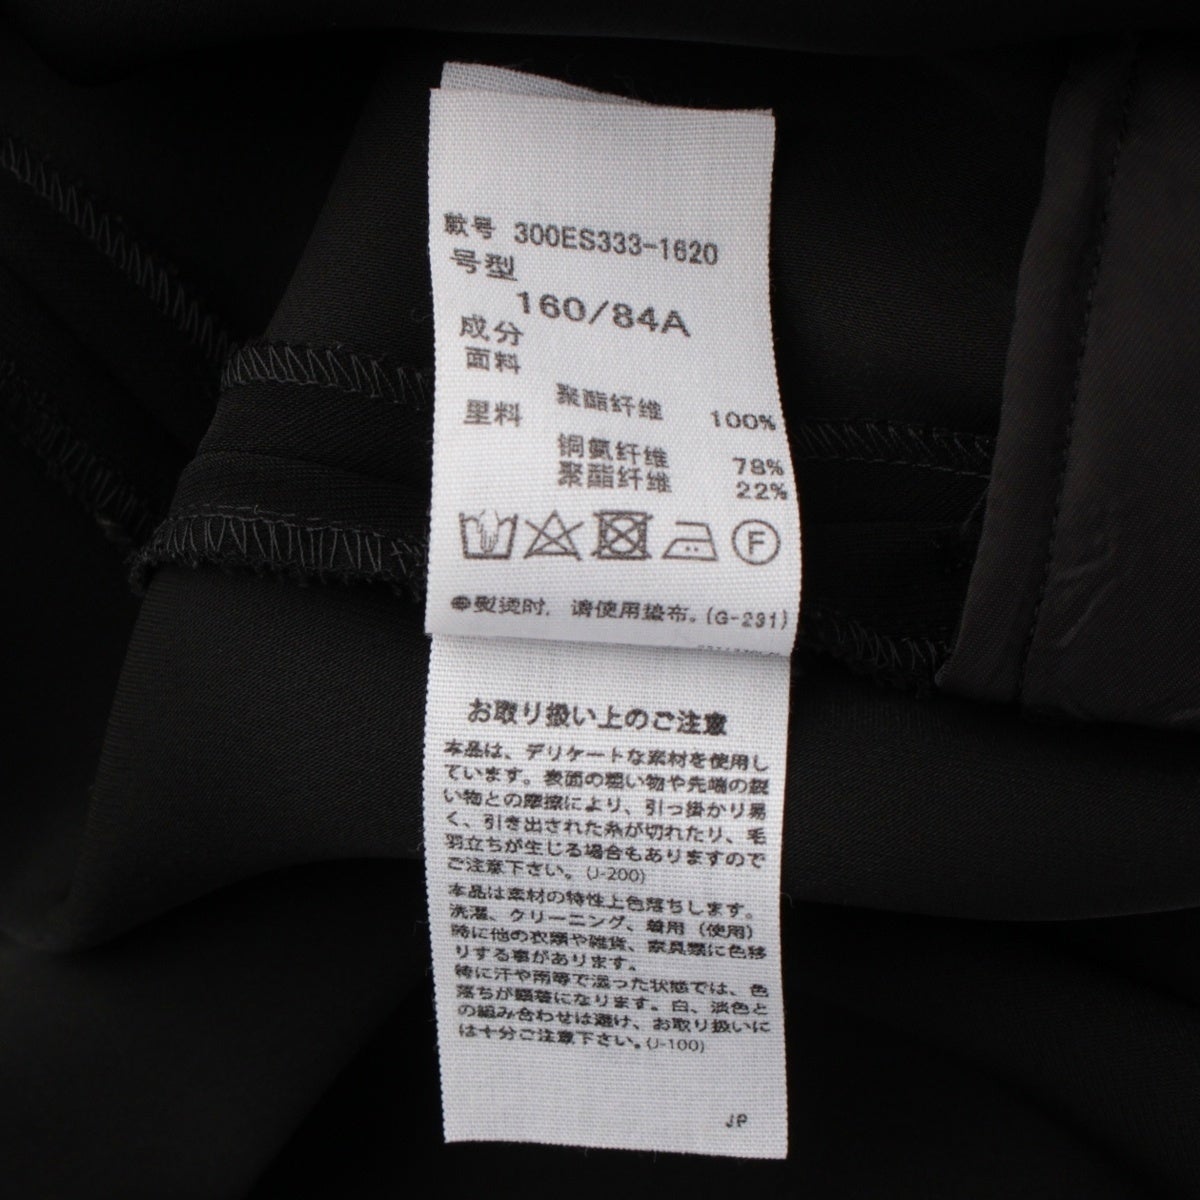 款号 300ES333-1620
号型
160/84A
成分
面料
聚酯纤维 100%
里料
铜氨纤维 78%
聚酯纤维 22%
F
●熨烫时，请使用垫布。(G-231)
お取り扱い上のご注意
本品は、デリケートな素材を使用し
ています。表面の粗い物や先端の鋭
い物との摩擦により、引っ掛かり易
く、引き出された糸が切れたり、毛
羽立ちが生じる場合もありますので
ご注意下さい。(J-200)
本品は素材の特性上色落ちします。
洗濯、クリーニング、着用（使用）
時に他の衣類や雑貨、家具類に色移
りする事があります。
特に汗や雨等で湿った状態では、色
落ちが顕著になります。白、淡色と
の組み合わせは避け、お取り扱いに
は十分ご注意下さい。(J-100)
JP